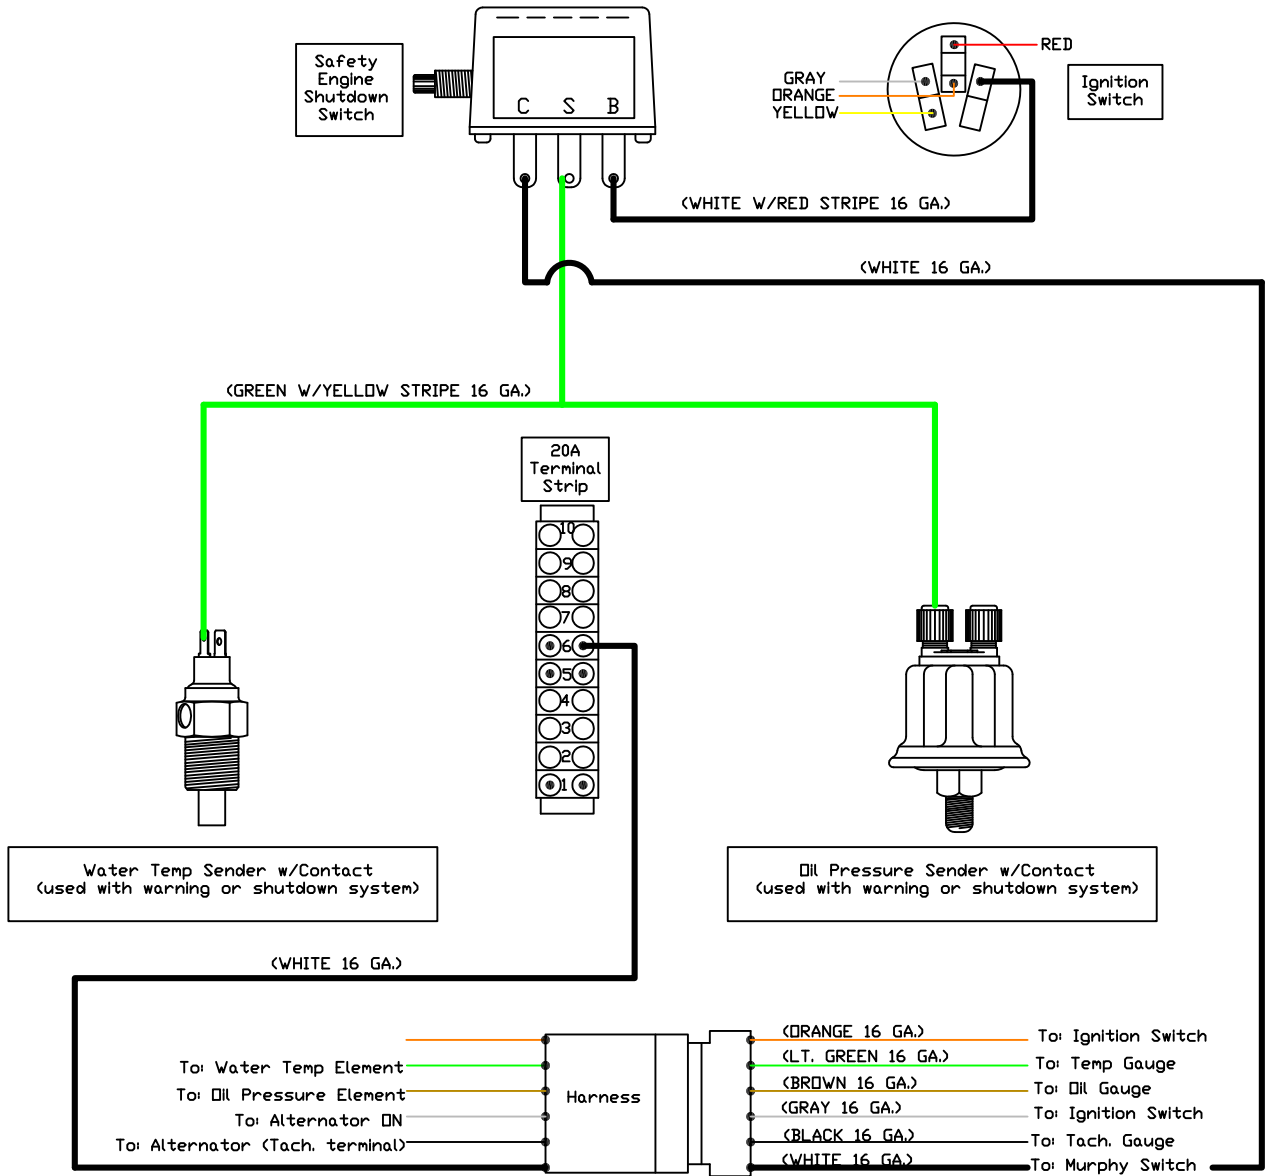 Safety
Engine
Shutdown
Switch
C S B
RED
GRAY
ORANGE
YELLOW
Ignition
Switch
(WHITE W/RED STRIPE 16 GA.)
(WHITE 16 GA.)
(GREEN W/YELLOW STRIPE 16 GA.)
20A
Terminal
Strip
10
9
8
7
6
5
4
3
2
1
Water Temp Sender w/Contact
(used with warning or shutdown system)
Oil Pressure Sender w/Contact
(used with warning or shutdown system)
(WHITE 16 GA.)
To: Water Temp Element
To: Oil Pressure Element
To: Alternator ON
To: Alternator (Tach. terminal)
Harness
(ORANGE 16 GA.) To: Ignition Switch
(LT. GREEN 16 GA.) To: Temp Gauge
(BROWN 16 GA.) To: Oil Gauge
(GRAY 16 GA.) To: Ignition Switch
(BLACK 16 GA.) To: Tach. Gauge
(WHITE 16 GA.) To: Murphy Switch